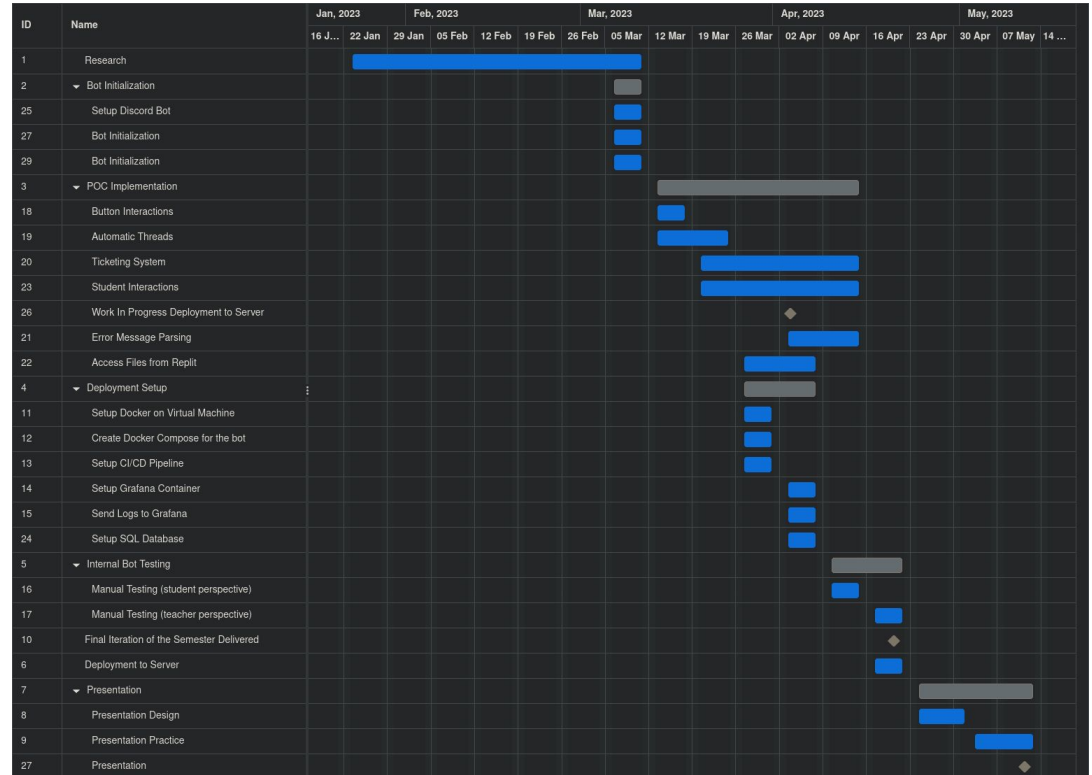 ID Name Jan, 2023 Feb, 2023 Mar, 2023 Apr, 2023 May, 2023
16 J... 22 Jan 29 Jan 05 Feb 12 Feb 19 Feb 26 Feb 05 Mar 12 Mar 19 Mar 26 Mar 02 Apr 09 Apr 16 Apr 23 Apr 30 Apr 07 May 14 ...
1 Research
2 Bot Initialization
25 Setup Discord Bot
27 Bot Initialization
29 Bot Initialization
3 POC Implementation
18 Button Interactions
19 Automatic Threads
20 Ticketing System
23 Student Interactions
26 Work In Progress Deployment to Server
21 Error Message Parsing
22 Access Files from Replit
4 Deployment Setup
11 Setup Docker on Virtual Machine
12 Create Docker Compose for the bot
13 Setup CI/CD Pipeline
14 Setup Grafana Container
15 Send Logs to Grafana
24 Setup SQL Database
5 Internal Bot Testing
16 Manual Testing (student perspective)
17 Manual Testing (teacher perspective)
10 Final Iteration of the Semester Delivered
6 Deployment to Server
7 Presentation
8 Presentation Design
9 Presentation Practice
27 Presentation